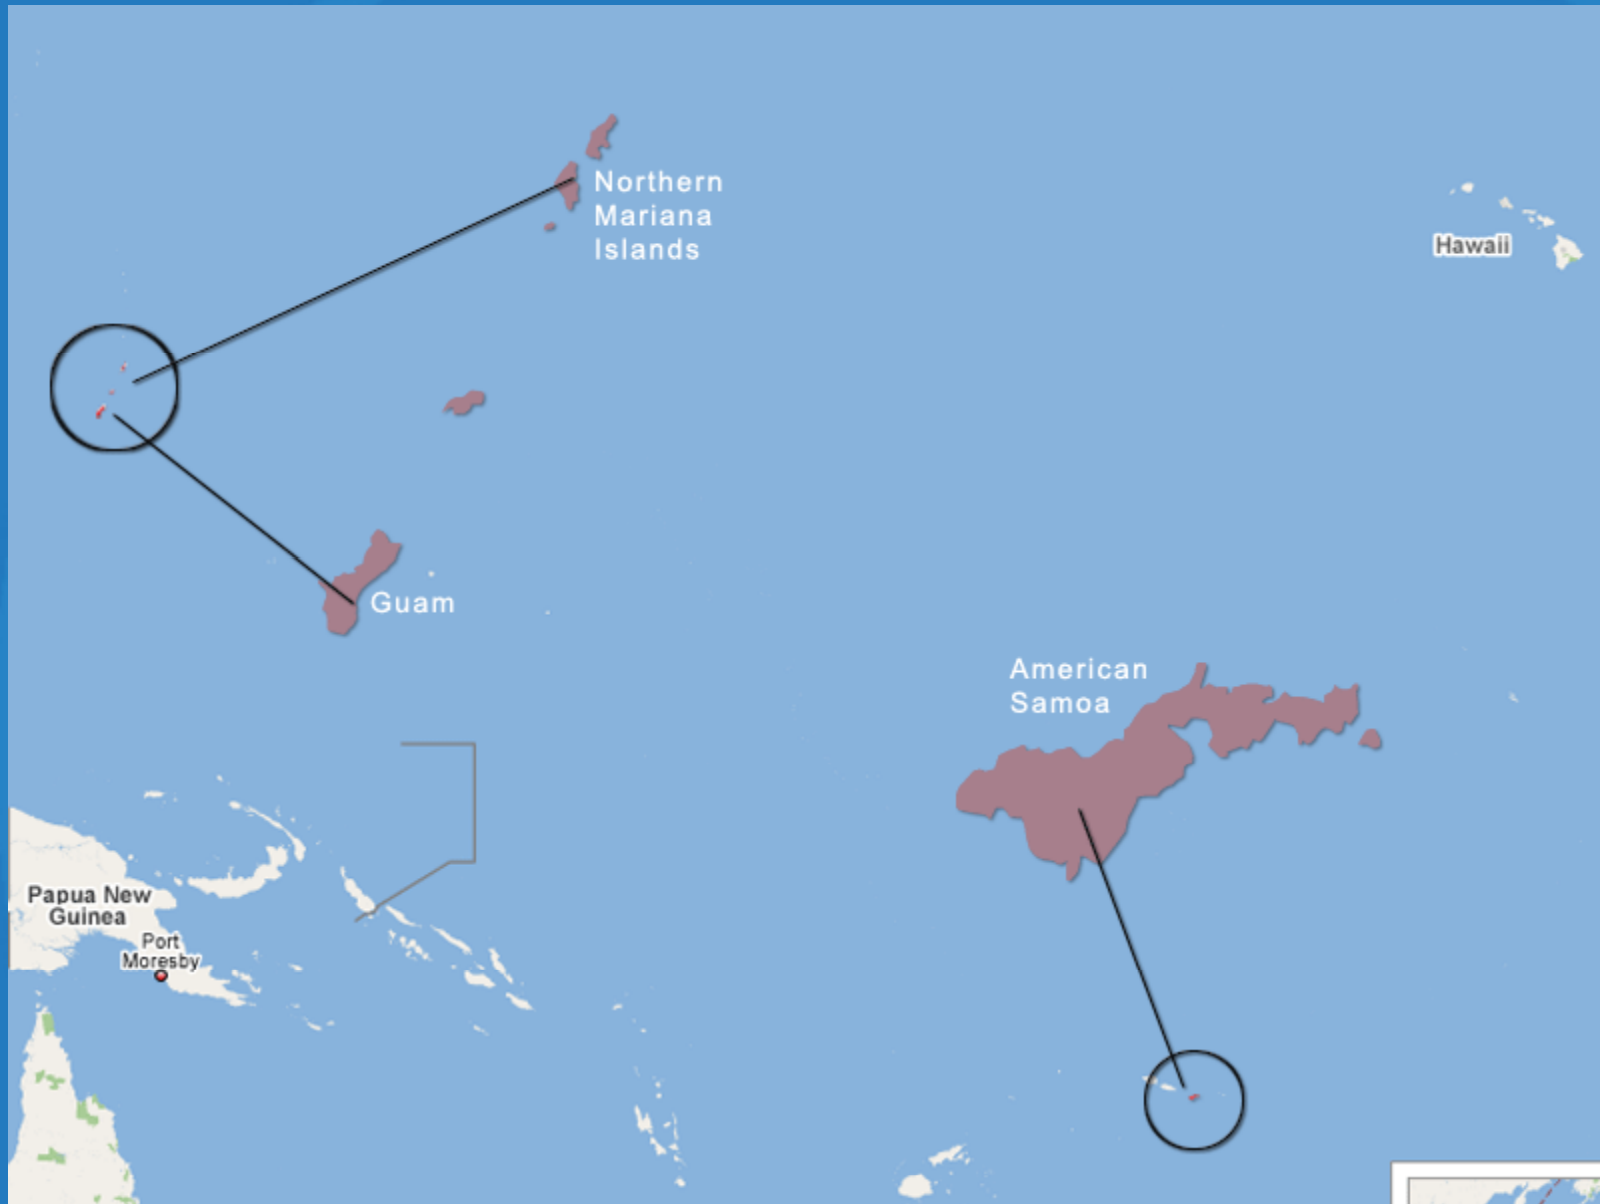 Northern
Mariana
Islands
Hawaii
Guam
American
Samoa
Papua New
Guinea
Port
Moresby